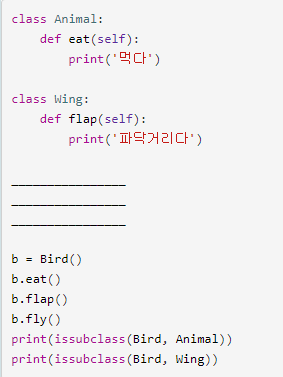 class Animal:
    def eat(self):
        print('먹다')

class Wing:
    def flap(self):
        print('파닥거리다')

________________
________________
________________

b = Bird()
b.eat()
b.flap()
b.fly()
print(issubclass(Bird, Animal))
print(issubclass(Bird, Wing))